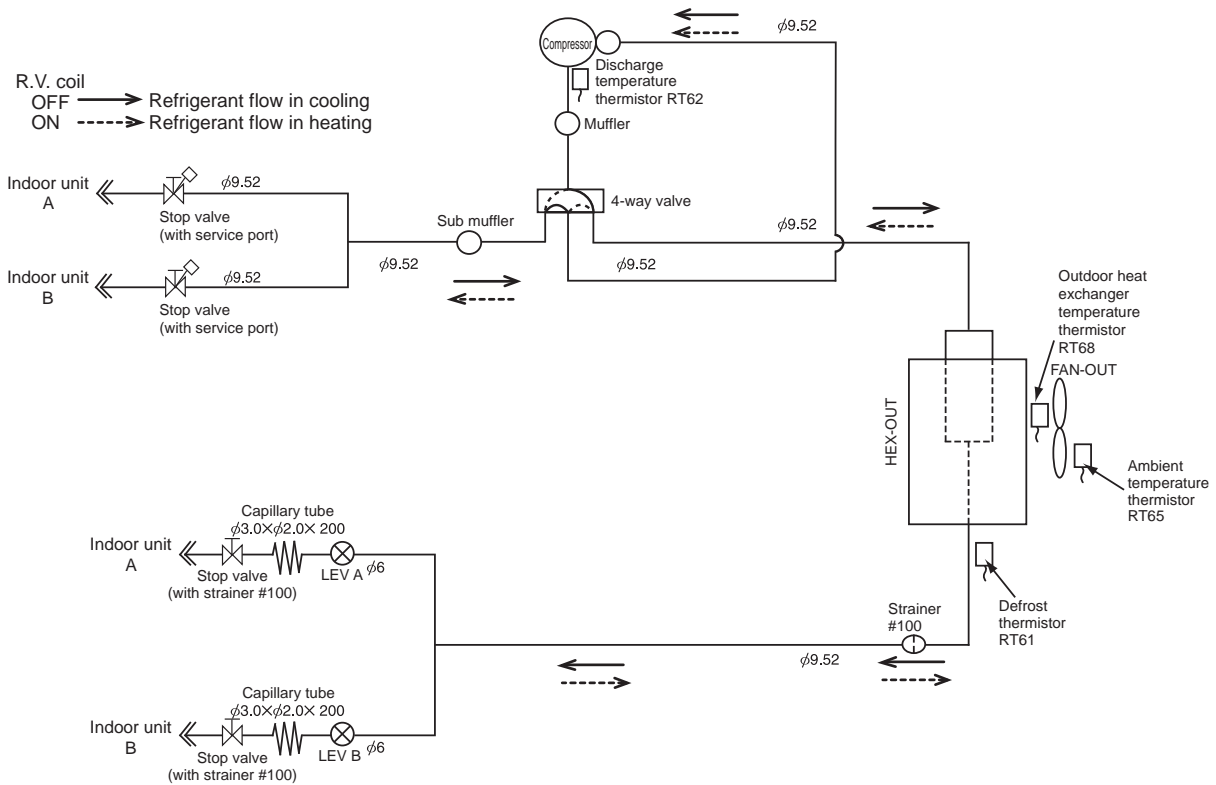 φ9.52
Compressor
Discharge
temperature
thermistor RT62
R.V. coil
OFF Refrigerant flow in cooling
ON Refrigerant flow in heating
Muffler
Indoor unit
A
φ9.52
Stop valve
(with service port)
4-way valve
Sub muffler
φ9.52
φ9.52
φ9.52
Indoor unit
B
φ9.52
Stop valve
(with service port)
Outdoor heat
exchanger
temperature
thermistor
RT68
FAN-OUT
HEX-OUT
Ambient
temperature
thermistor
RT65
Capillary tube
φ3.0×φ2.0× 200
Indoor unit
A
LEV A
φ6
Stop valve
(with strainer #100)
Defrost
thermistor
RT61
Strainer
#100
φ9.52
Capillary tube
φ3.0×φ2.0× 200
Indoor unit
B
LEV B
φ6
Stop valve
(with strainer #100)